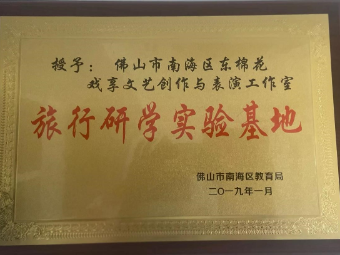 授予：佛山市南海区东棉花
戏享文艺创作与表演工作室
旅行研学实验基地
佛山市南海区教育局
二〇一九年一月